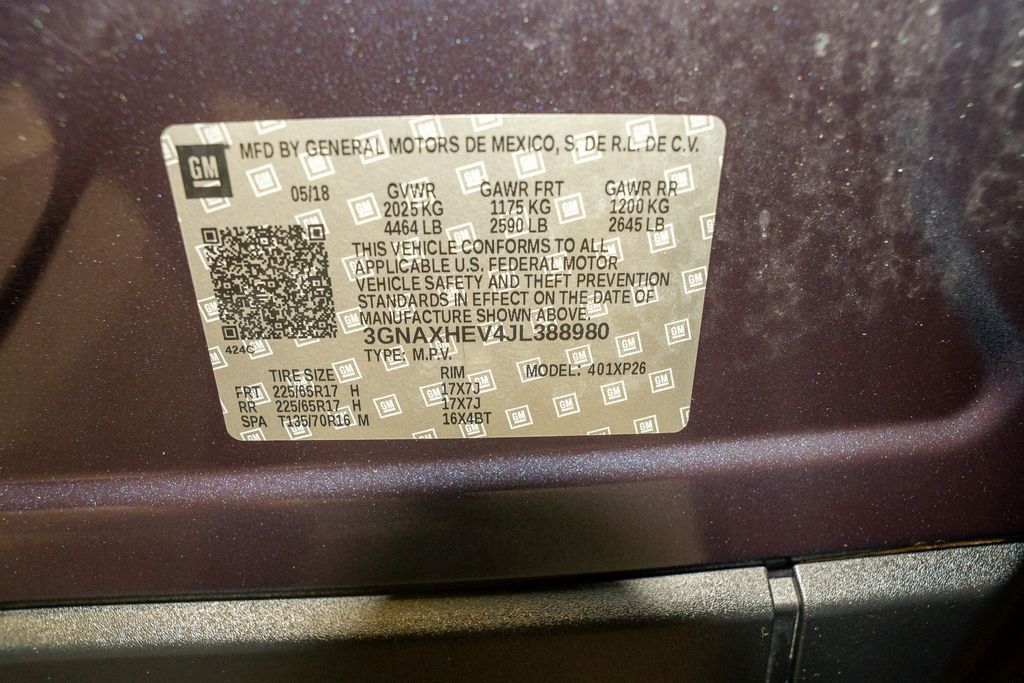 GM
MFD BY GENERAL MOTORS DE MEXICO, S. DE R.L. DE C.V.
05/18 GVWR GAWR FRT GAWR RR
2025 KG 1175 KG 1200 KG
4464 LB 2590 LB 2645 LB
THIS VEHICLE CONFORMS TO ALL
APPLICABLE U.S. FEDERAL MOTOR
VEHICLE SAFETY AND THEFT PREVENTION
STANDARDS IN EFFECT ON THE DATE OF
MANUFACTURE SHOWN ABOVE.
3GNAXHEV4JL388980
424C
TYPE: M.P.V.
TIRE SIZE RIM MODEL: 401XP26
FRT 225/65R17 H 17X7J
RR 225/65R17 H 17X7J
SPA T135/70R16 M 16X4BT